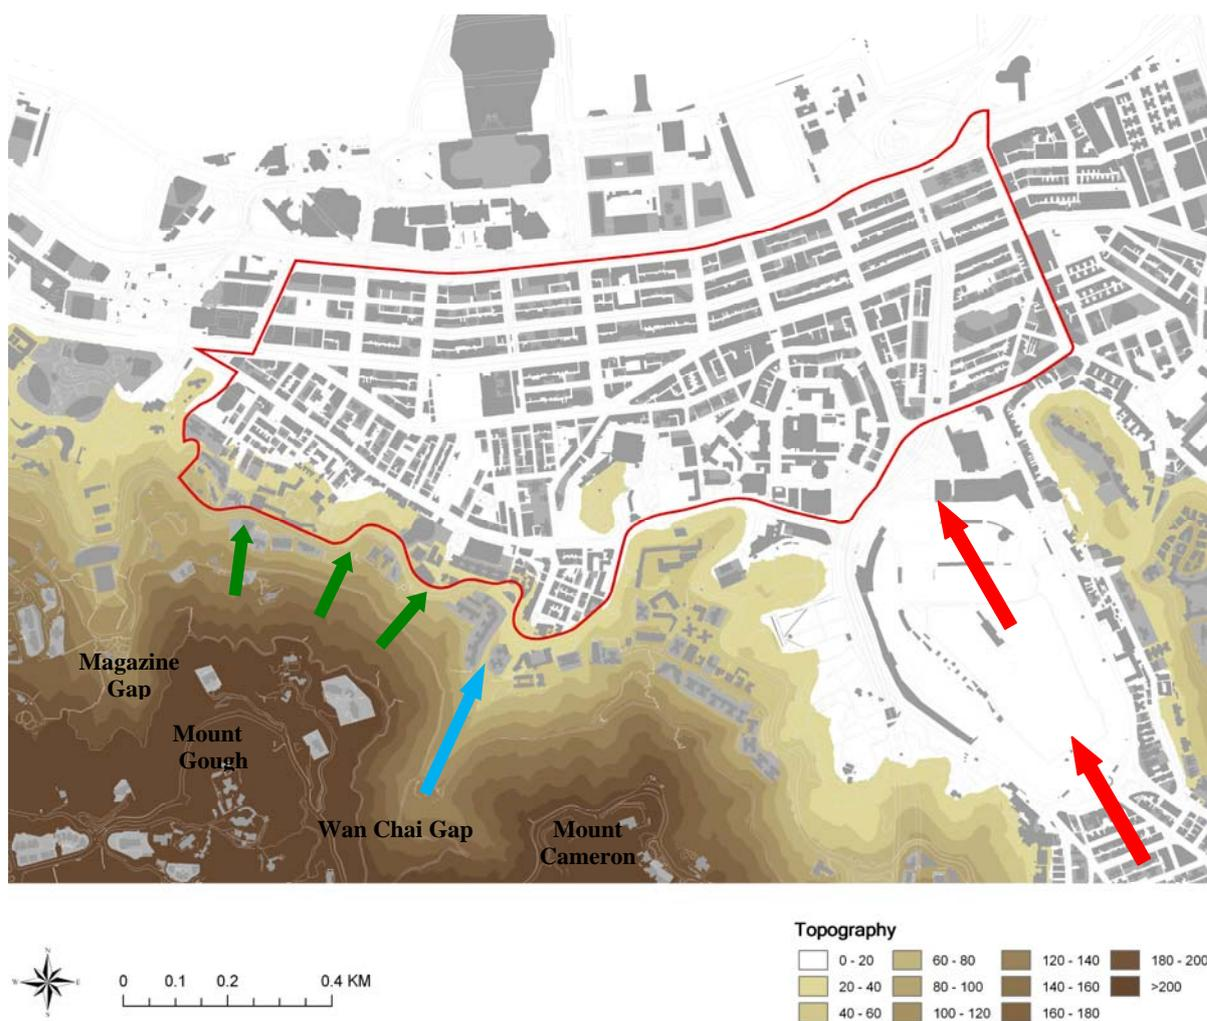 Magazine
Gap
Mount
Gough
Wan Chai Gap
Mount
Cameron
N
W
E
S
0 0.1 0.2 0.4 KM
Topography
0 - 20 60 - 80 120 - 140 180 - 200
20 - 40 80 - 100 140 - 160 >200
40 - 60 100 - 120 160 - 180